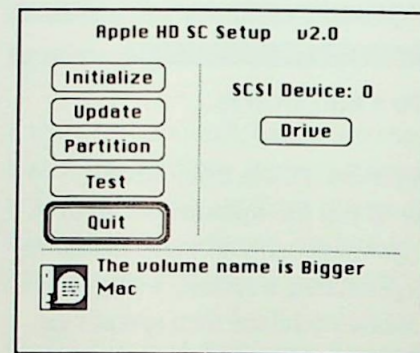 Apple HD SC Setup v2.0
Initialize
Update
Partition
Test
Quit
SCSI Device: 0
Drive
The volume name is Bigger
Mac